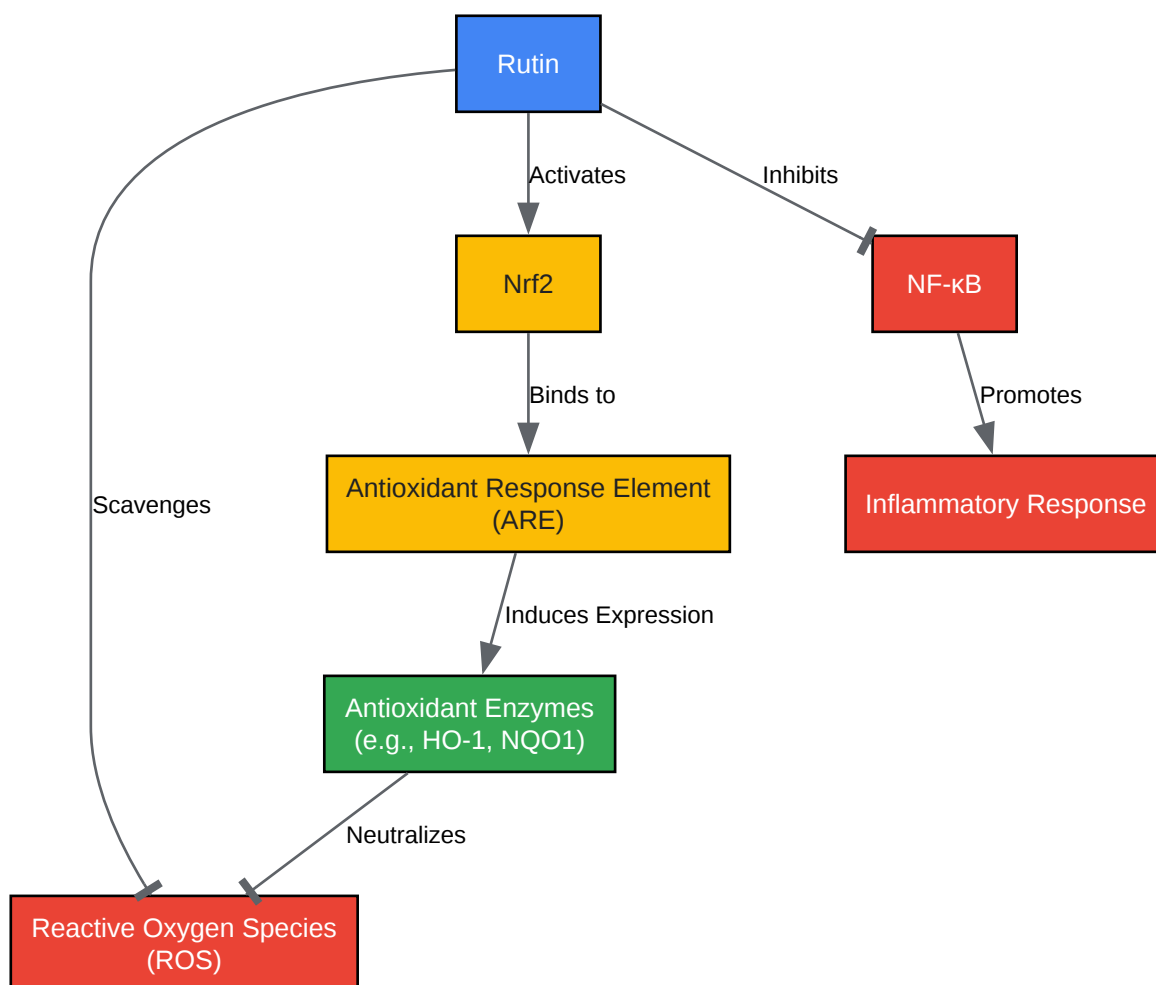 Rutin
Activates
Inhibits
Nrf2
NF-κB
Binds to
Promotes
Scavenges
Antioxidant Response Element
(ARE)
Inflammatory Response
Induces Expression
Antioxidant Enzymes
(e.g., HO-1, NQO1)
Neutralizes
Reactive Oxygen Species
(ROS)